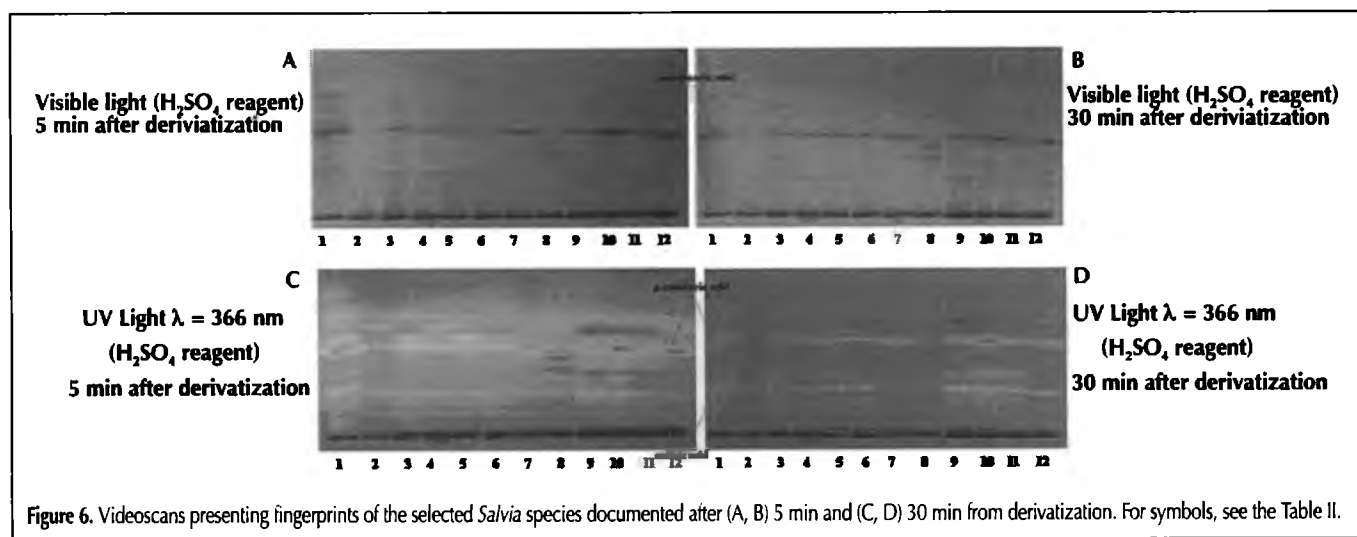 A
Visible light (H₂SO₄ reagent)
5 min after deriviatization
B
Visible light (H₂SO₄ reagent)
30 min after deriviatization
1 2 3 4 5 6 7 8 9 10 11 12
1 2 3 4 5 6 7 8 9 10 11 12
C
UV Light λ = 366 nm
(H₂SO₄ reagent)
5 min after derivatization
D
UV Light λ = 366 nm
(H₂SO₄ reagent)
30 min after derivatization
1 2 3 4 5 6 7 8 9 10 11 12
1 2 3 4 5 6 7 8 9 10 11 12
Figure 6. Videoscans presenting fingerprints of the selected Salvia species documented after (A, B) 5 min and (C, D) 30 min from derivatization. For symbols, see the Table II.